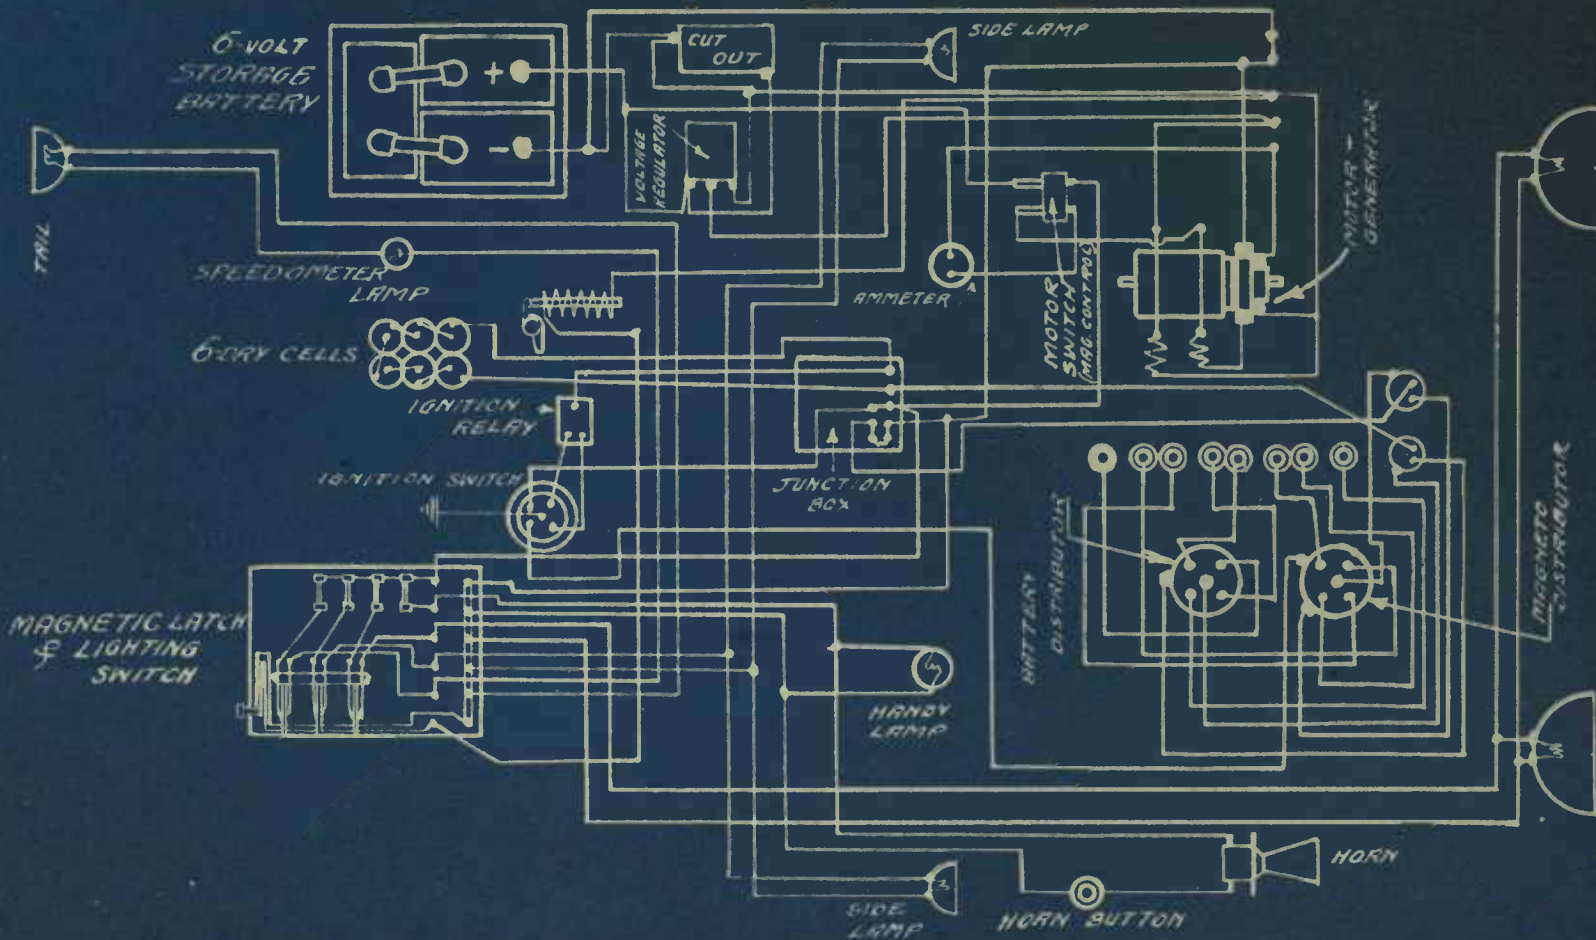 6-VOLT
STORAGE
BATTERY
+
-
CUT
OUT
SIDE LAMP
VOLTAGE
REGULATOR
MOTOR -
GENERATOR
TAIL
SPEEDOMETER
LAMP
AMMETER
A
MOTOR
SWITCH
(MAG. CONTROL)
6-DRY CELLS
IGNITION
RELAY
IGNITION SWITCH
JUNCTION
BOX
BATTERY
DISTRIBUTOR
MAGNETO
DISTRIBUTOR
MAGNETIC LATCH
& LIGHTING
SWITCH
HANDY
LAMP
HORN
SIDE
LAMP
HORN BUTTON